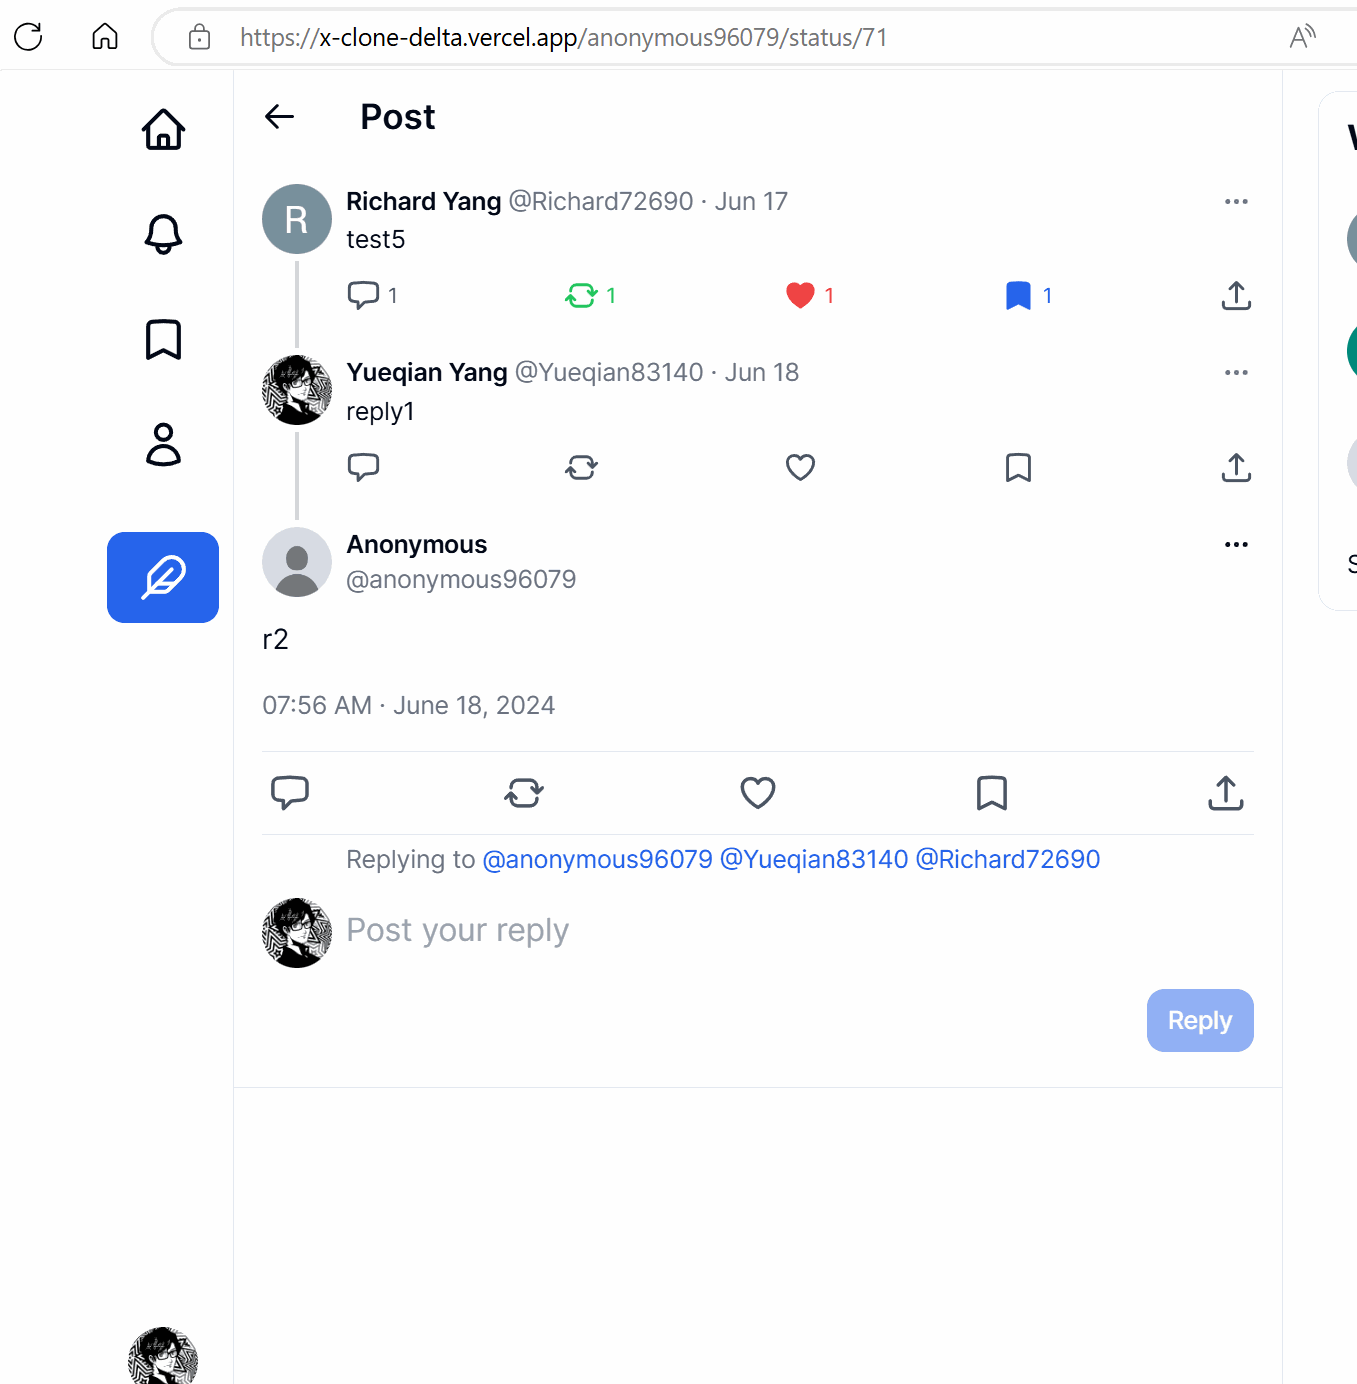 https://x-clone-delta.vercel.app/anonymous96079/status/71
Post
R
Richard Yang @Richard72690 · Jun 17
test5
1 1 1 1
Yueqian Yang @Yueqian83140 · Jun 18
reply1
Anonymous
@anonymous96079
r2
07:56 AM · June 18, 2024
Replying to @anonymous96079 @Yueqian83140 @Richard72690
Post your reply
Reply